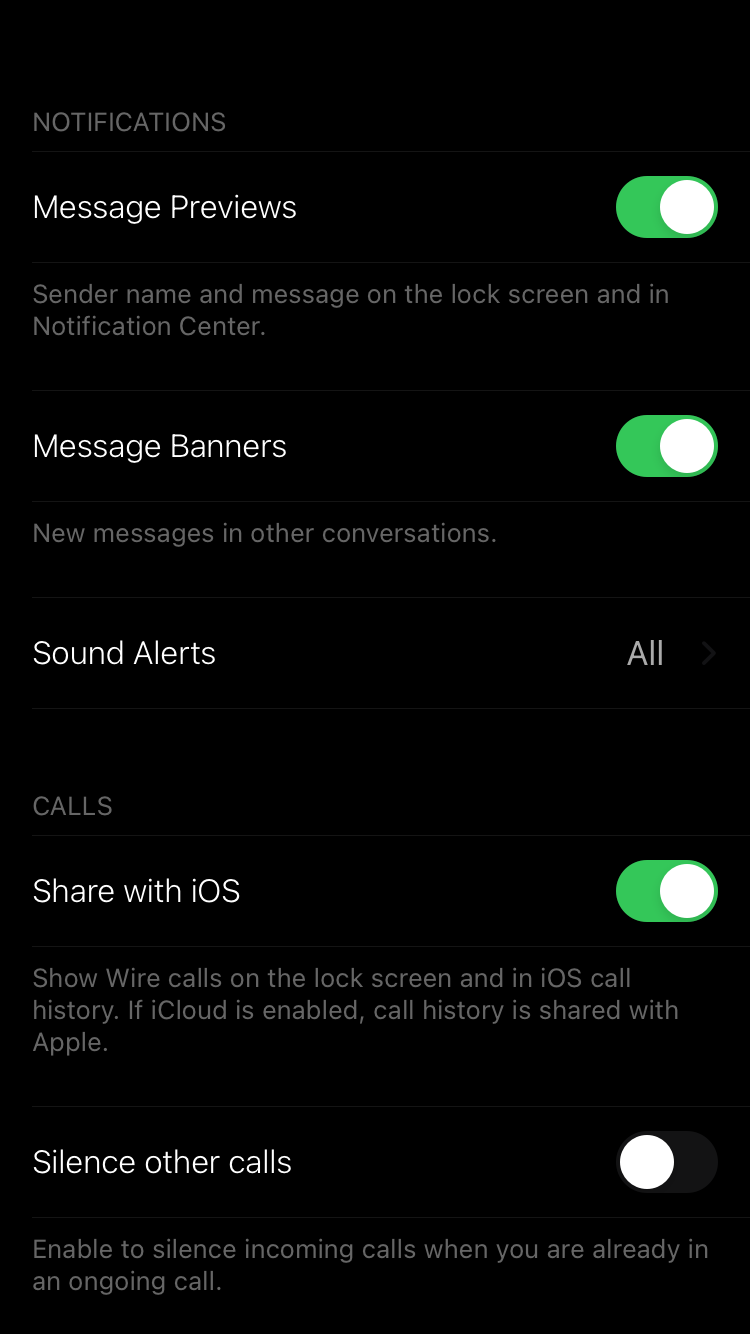 NOTIFICATIONS
Message Previews
Sender name and message on the lock screen and in
Notification Center.
Message Banners
New messages in other conversations.
Sound Alerts All
CALLS
Share with iOS
Show Wire calls on the lock screen and in iOS call
history. If iCloud is enabled, call history is shared with
Apple.
Silence other calls
Enable to silence incoming calls when you are already in
an ongoing call.